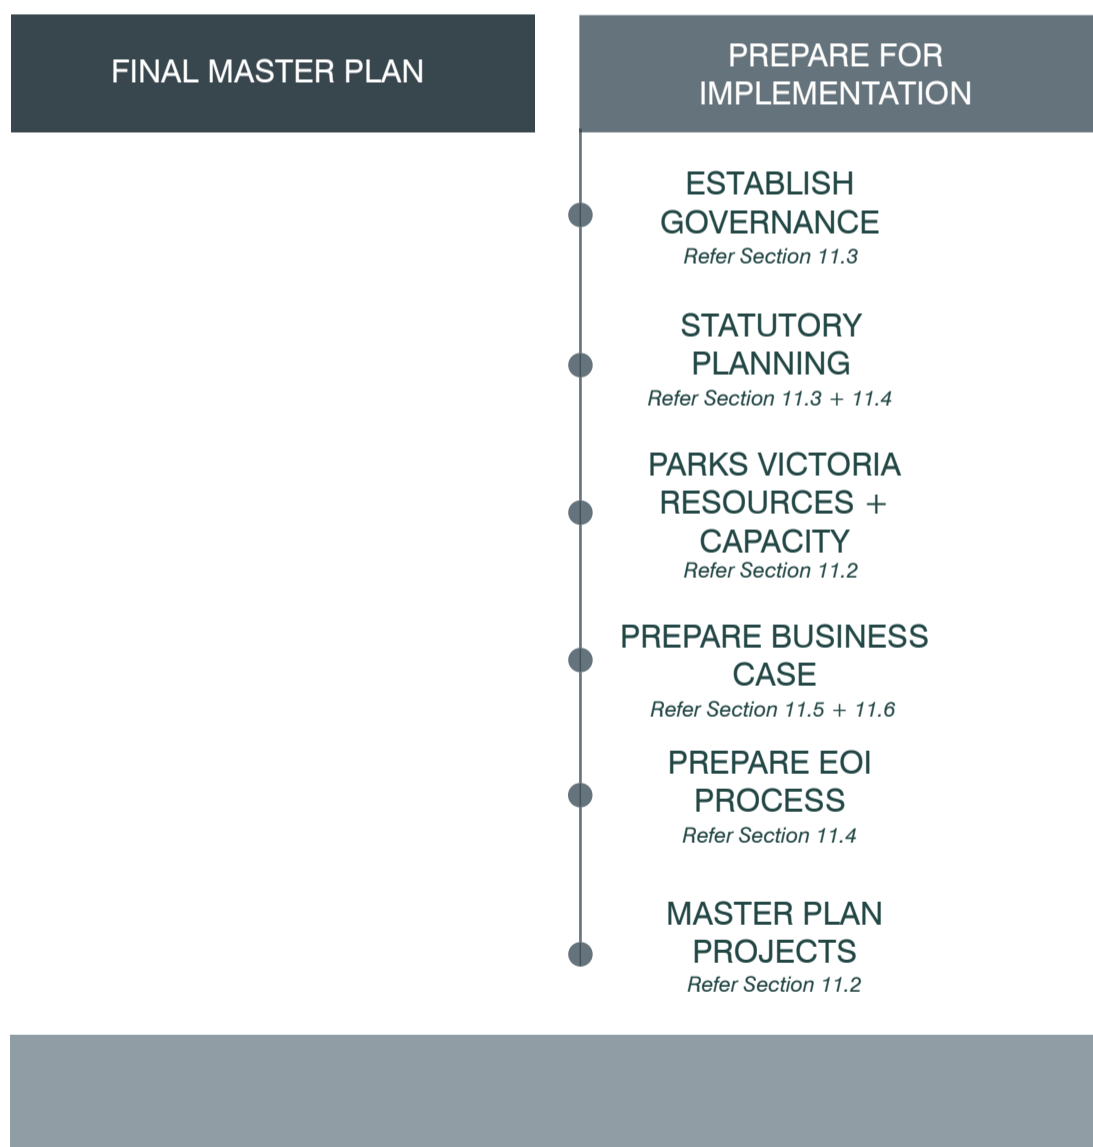 FINAL MASTER PLAN
PREPARE FOR
IMPLEMENTATION
ESTABLISH
GOVERNANCE
Refer Section 11.3
STATUTORY
PLANNING
Refer Section 11.3 + 11.4
PARKS VICTORIA
RESOURCES +
CAPACITY
Refer Section 11.2
PREPARE BUSINESS
CASE
Refer Section 11.5 + 11.6
PREPARE EOI
PROCESS
Refer Section 11.4
MASTER PLAN
PROJECTS
Refer Section 11.2